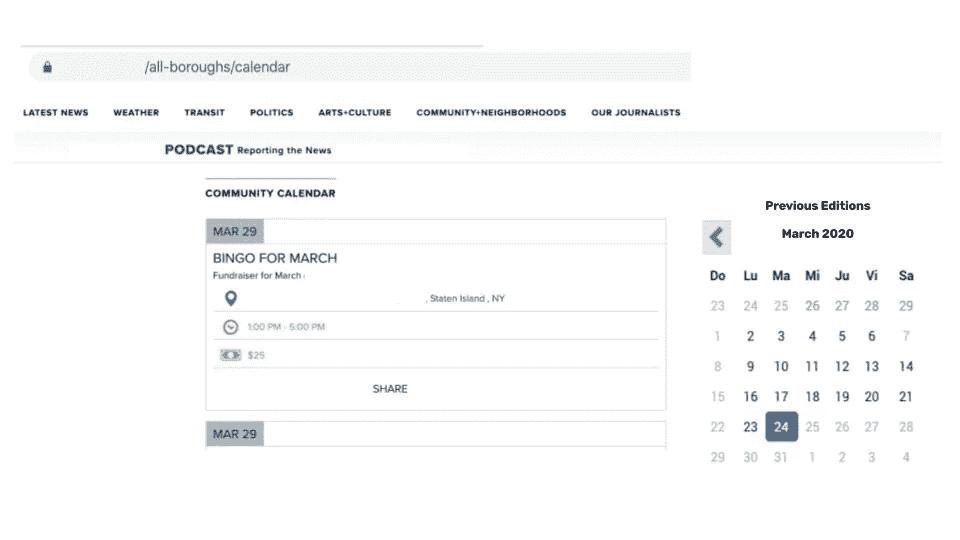 /all-boroughs/calendar
LATEST NEWS WEATHER TRANSIT POLITICS ARTS+CULTURE COMMUNITY+NEIGHBORHOODS OUR JOURNALISTS
PODCAST Reporting the News
COMMUNITY CALENDAR
MAR 29
BINGO FOR MARCH
Fundraiser for March
, Staten Island , NY
1:00 PM - 5:00 PM
$25
SHARE
MAR 29
Previous Editions
March 2020
Do Lu Ma Mi Ju Vi Sa
23 24 25 26 27 28 29
1 2 3 4 5 6 7
8 9 10 11 12 13 14
15 16 17 18 19 20 21
22 23 24 25 26 27 28
29 30 31 1 2 3 4